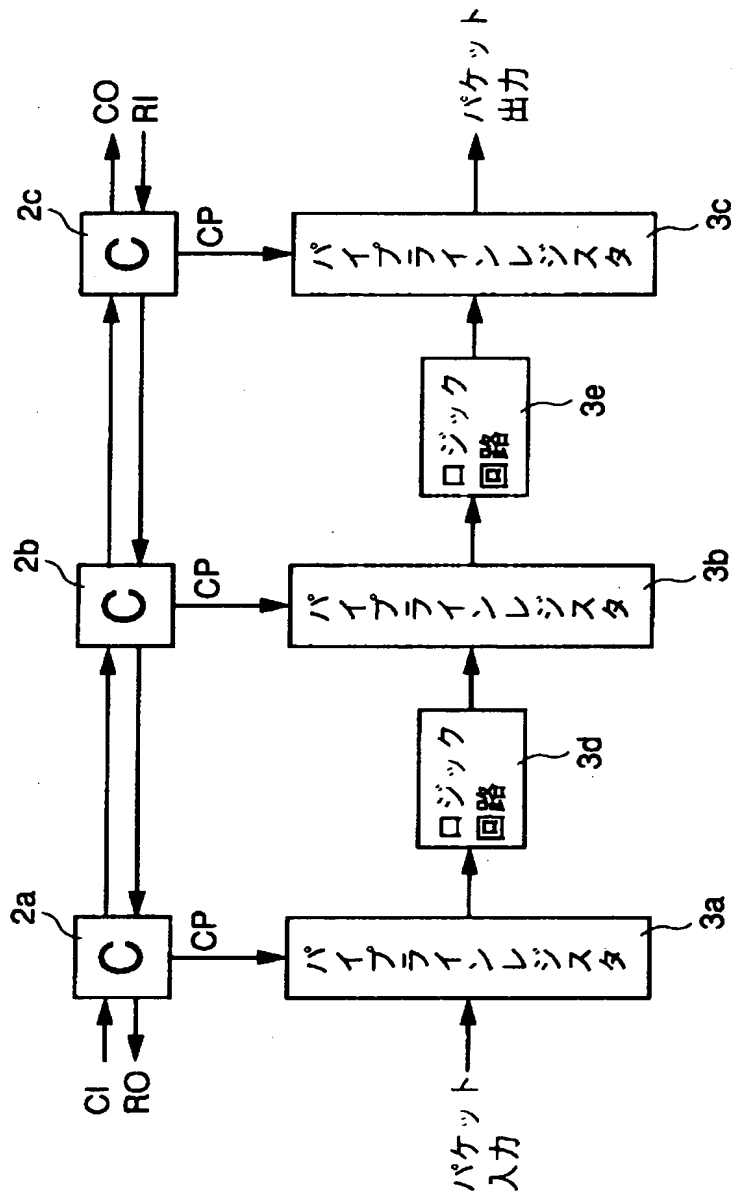 2a
2b
2c
CI
RO
C
C
C
CO
RI
CP
CP
CP
パケット
入力
パイプラインレジスタ
ロジック
回路
パイプラインレジスタ
ロジック
回路
パイプラインレジスタ
パケット
出力
3a
3d
3b
3e
3c